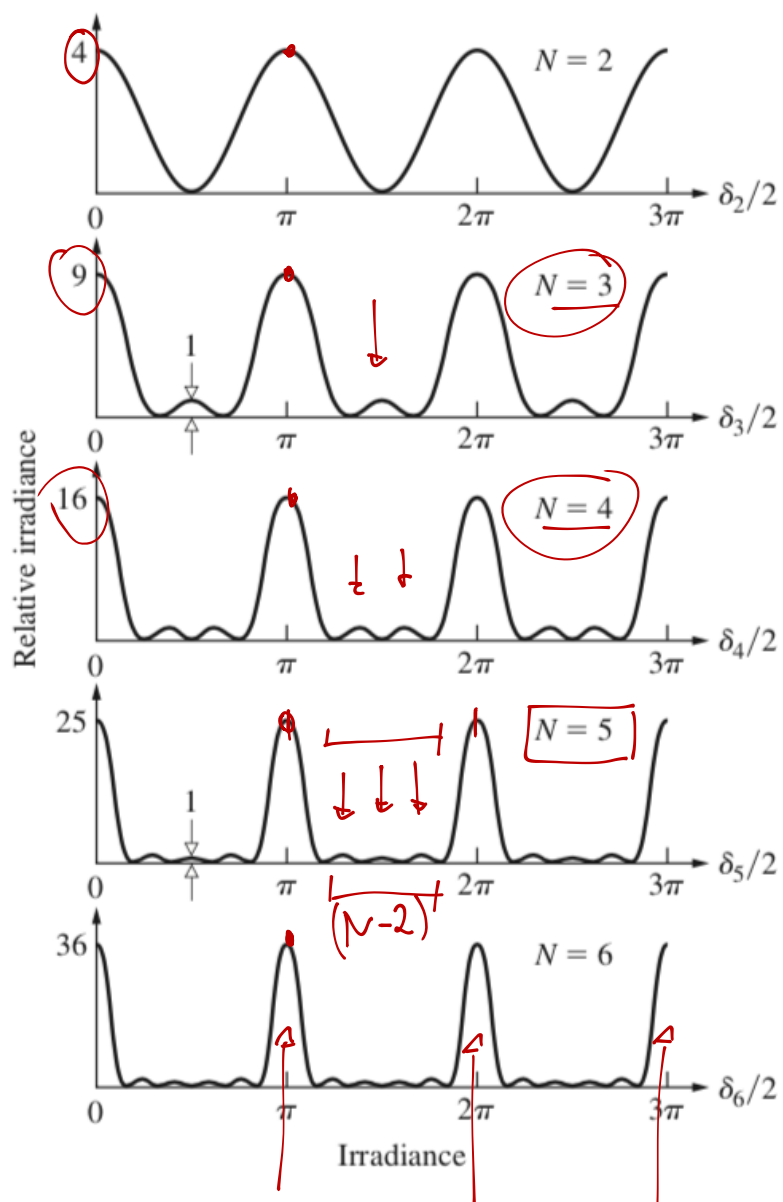 4
N = 2
0 π 2π 3π δ₂/2
9
N = 3
1
0 π 2π 3π δ₃/2
16
N = 4
0 π 2π 3π δ₄/2
25
N = 5
1
0 π 2π 3π δ₅/2
(N-2)
36
N = 6
0 π 2π 3π δ₆/2
Relative irradiance
Irradiance